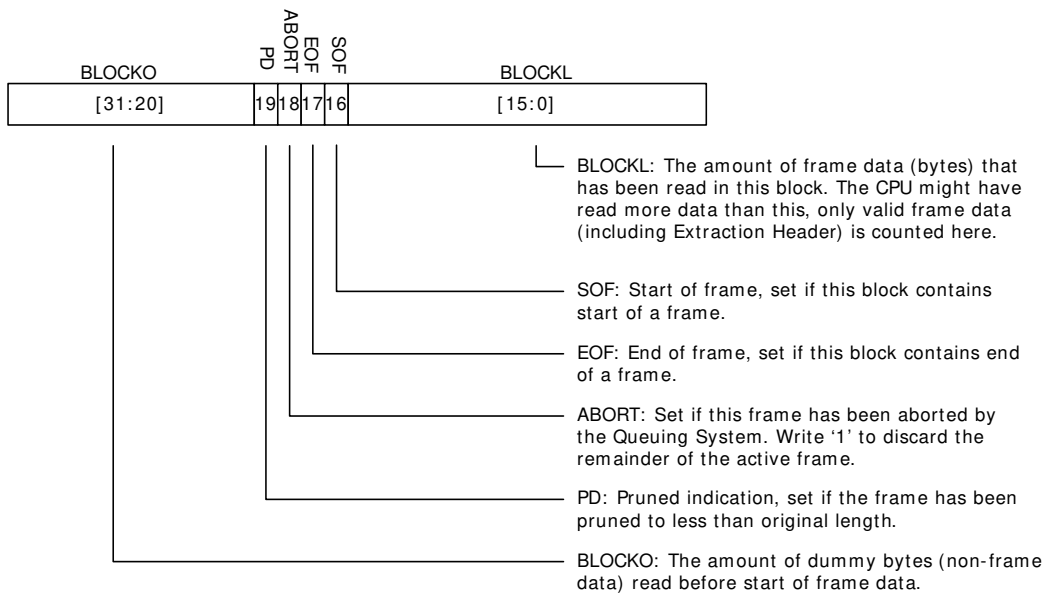 BLOCKO PD ABORT EOF SOF BLOCKL
[31:20] 19 18 17 16 [15:0]
BLOCKL: The amount of frame data (bytes) that
has been read in this block. The CPU might have
read more data than this, only valid frame data
(including Extraction Header) is counted here.
SOF: Start of frame, set if this block contains
start of a frame.
EOF: End of frame, set if this block contains end
of a frame.
ABORT: Set if this frame has been aborted by
the Queuing System. Write ‘1’ to discard the
remainder of the active frame.
PD: Pruned indication, set if the frame has been
pruned to less than original length.
BLOCKO: The amount of dummy bytes (non-frame
data) read before start of frame data.